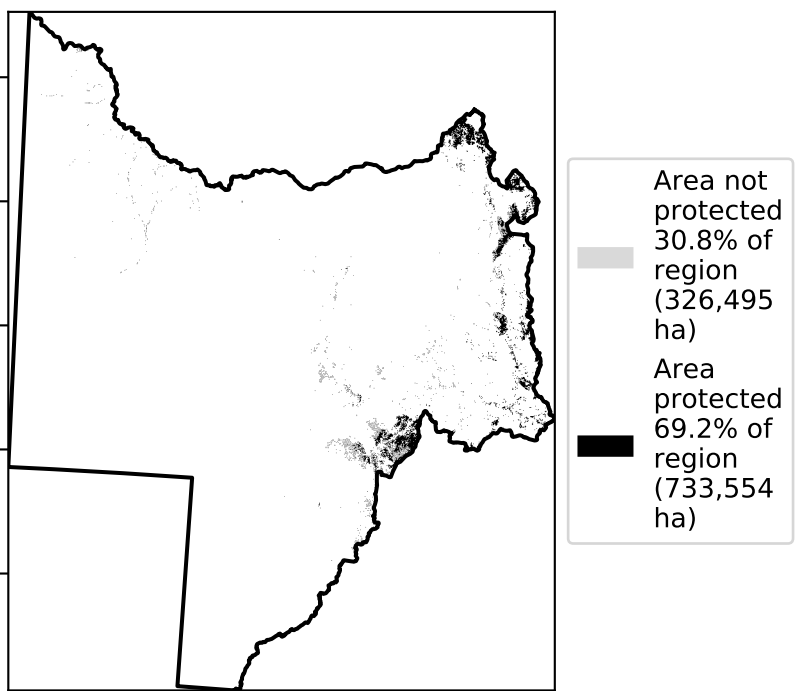 Area not
protected
30.8% of
region
(326,495
ha)
Area
protected
69.2% of
region
(733,554
ha)